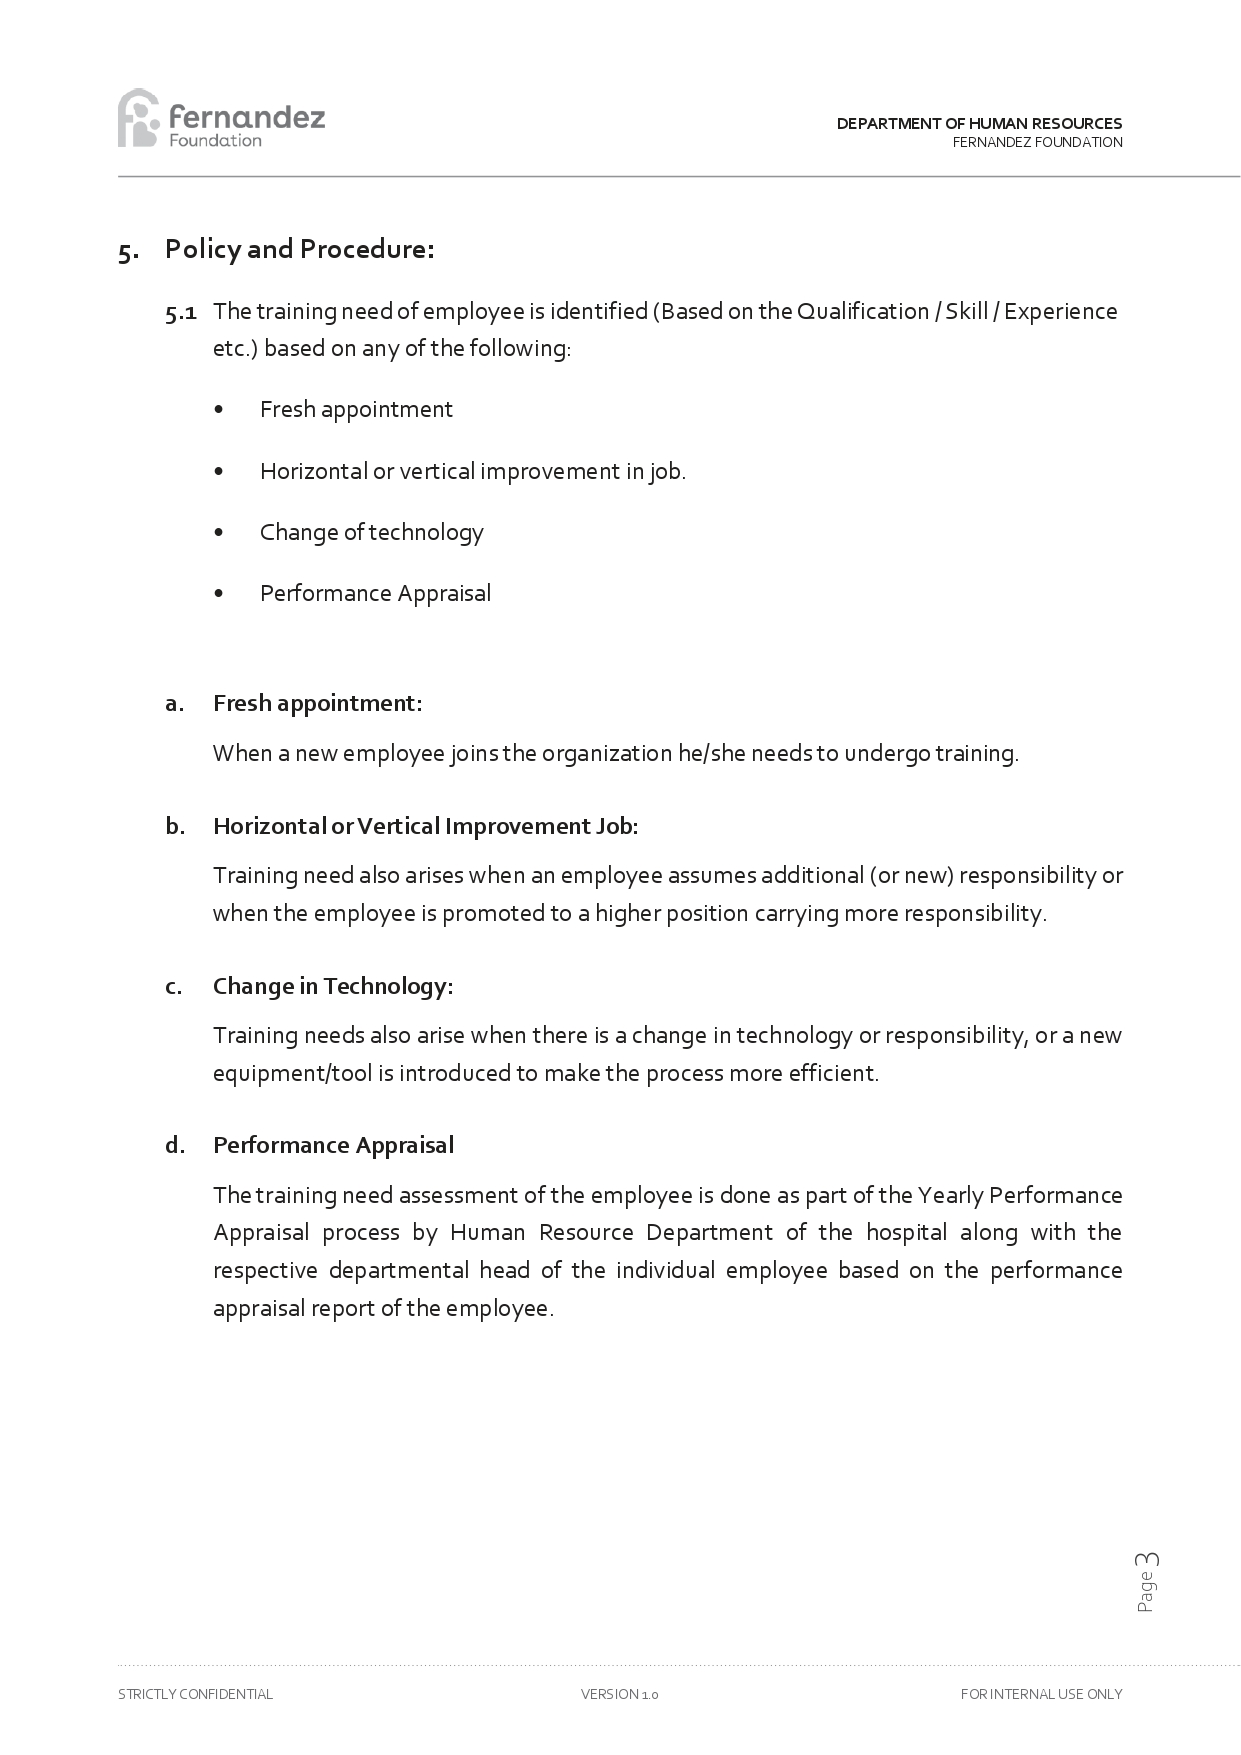 fernandez
Foundation
DEPARTMENT OF HUMAN RESOURCES
FERNANDEZ FOUNDATION
5. Policy and Procedure:
5.1 The training need of employee is identified (Based on the Qualification / Skill / Experience
etc.) based on any of the following:
• Fresh appointment
• Horizontal or vertical improvement in job.
• Change of technology
• Performance Appraisal
a. Fresh appointment:
When a new employee joins the organization he/she needs to undergo training.
b. Horizontal or Vertical Improvement Job:
Training need also arises when an employee assumes additional (or new) responsibility or
when the employee is promoted to a higher position carrying more responsibility.
c. Change in Technology:
Training needs also arise when there is a change in technology or responsibility, or a new
equipment/tool is introduced to make the process more efficient.
d. Performance Appraisal
The training need assessment of the employee is done as part of the Yearly Performance
Appraisal process by Human Resource Department of the hospital along with the
respective departmental head of the individual employee based on the performance
appraisal report of the employee.
Page 3
STRICTLY CONFIDENTIAL VERSION 1.0 FOR INTERNAL USE ONLY